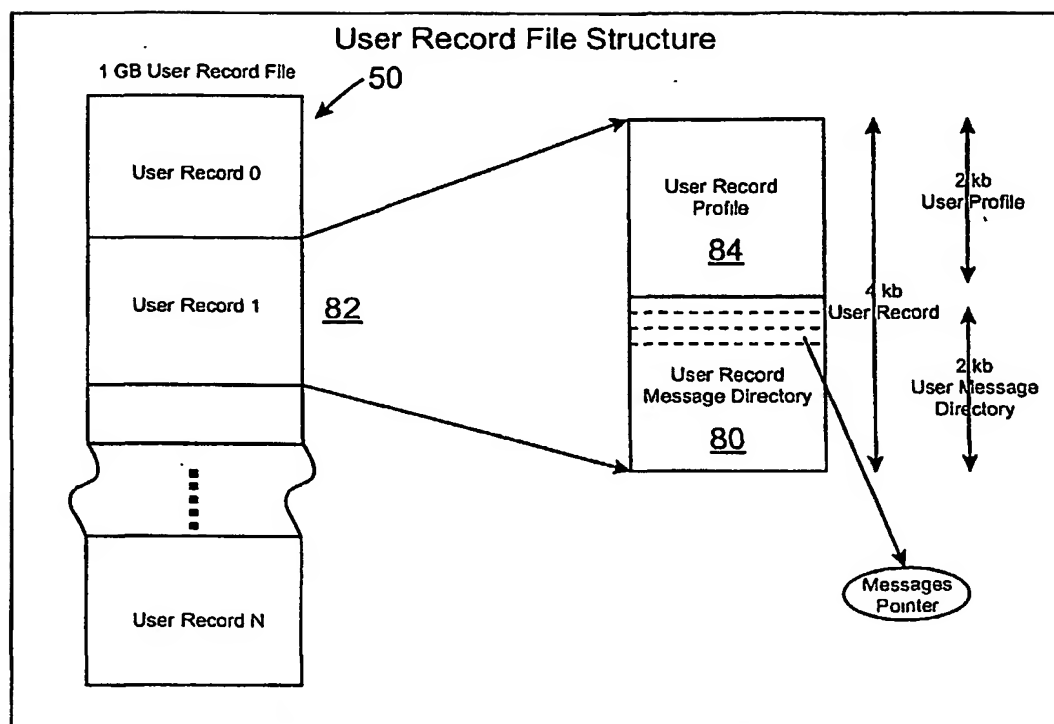 User Record File Structure
1 GB User Record File
50
User Record 0
User Record 1
82
User Record N
User Record
Profile
84
User Record
Message Directory
80
4 kb
User Record
2 kb
User Profile
2 kb
User Message
Directory
Messages
Pointer